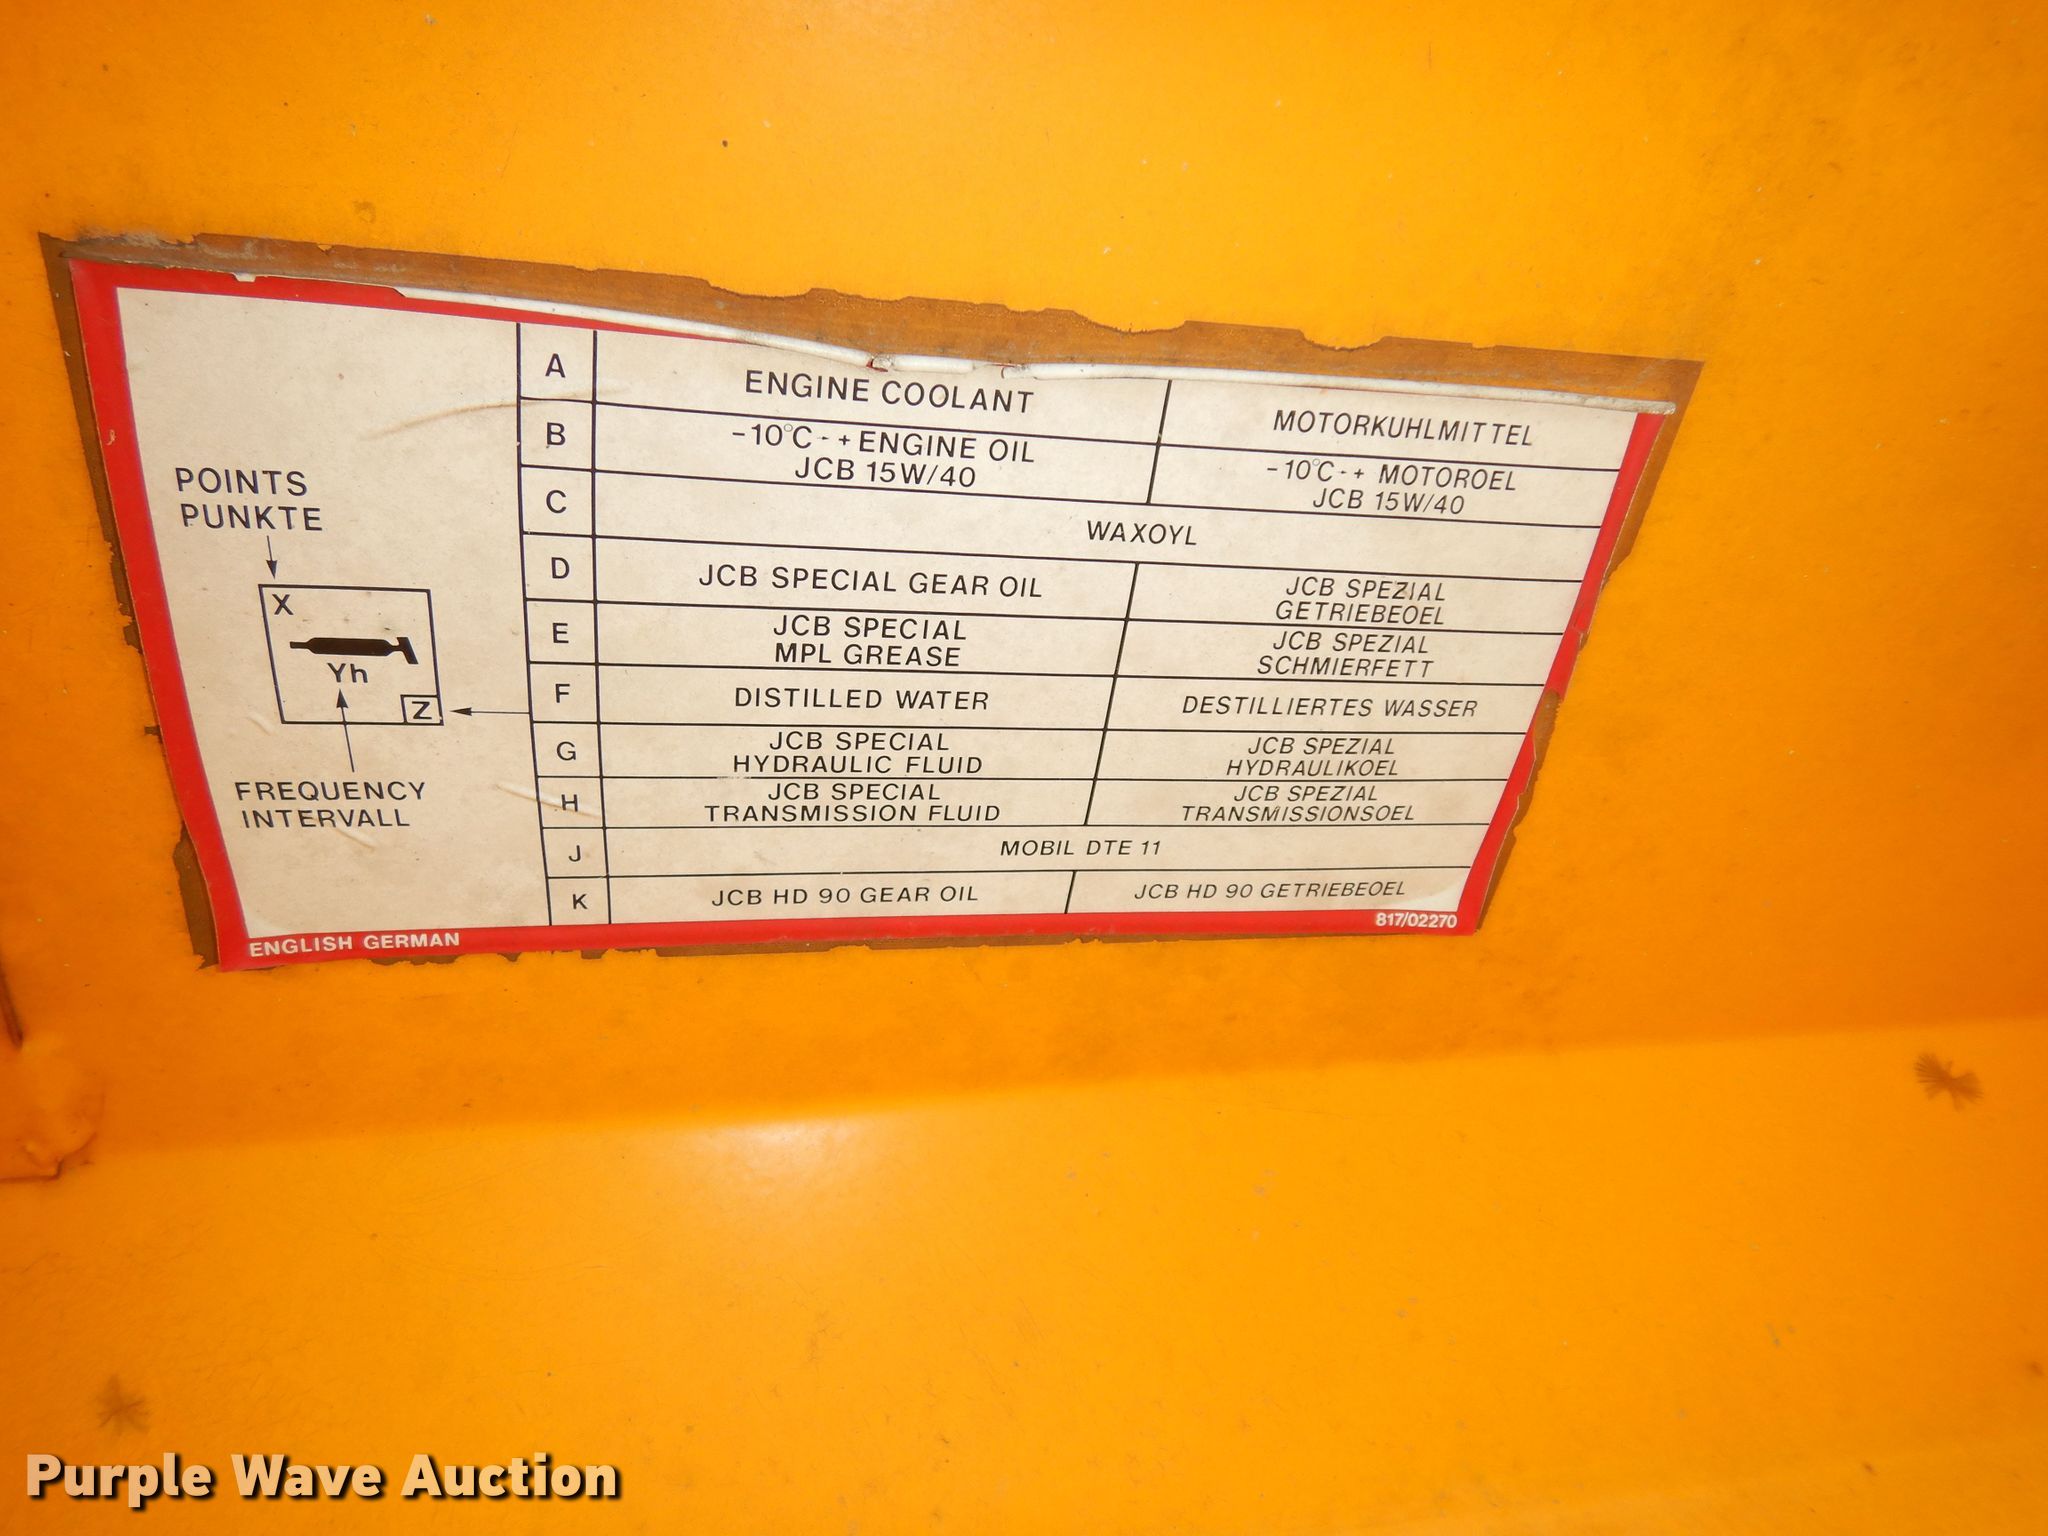 POINTS
PUNKTE
X
Yh
Z
FREQUENCY
INTERVALL
A ENGINE COOLANT MOTORKUHLMITTEL
B -10°C - + ENGINE OIL
JCB 15W/40
-10°C - + MOTOROEL
JCB 15W/40
C WAXOYL
D JCB SPECIAL GEAR OIL
JCB SPEZIAL
GETRIEBEOEL
E JCB SPECIAL
MPL GREASE
JCB SPEZIAL
SCHMIERFETT
F DISTILLED WATER DESTILLIERTES WASSER
G JCB SPECIAL
HYDRAULIC FLUID
JCB SPEZIAL
HYDRAULIKOEL
H JCB SPECIAL
TRANSMISSION FLUID
JCB SPEZIAL
TRANSMISSIONSOEL
J MOBIL DTE 11
K JCB HD 90 GEAR OIL JCB HD 90 GETRIEBEOEL
ENGLISH GERMAN
817/02270
Purple Wave Auction